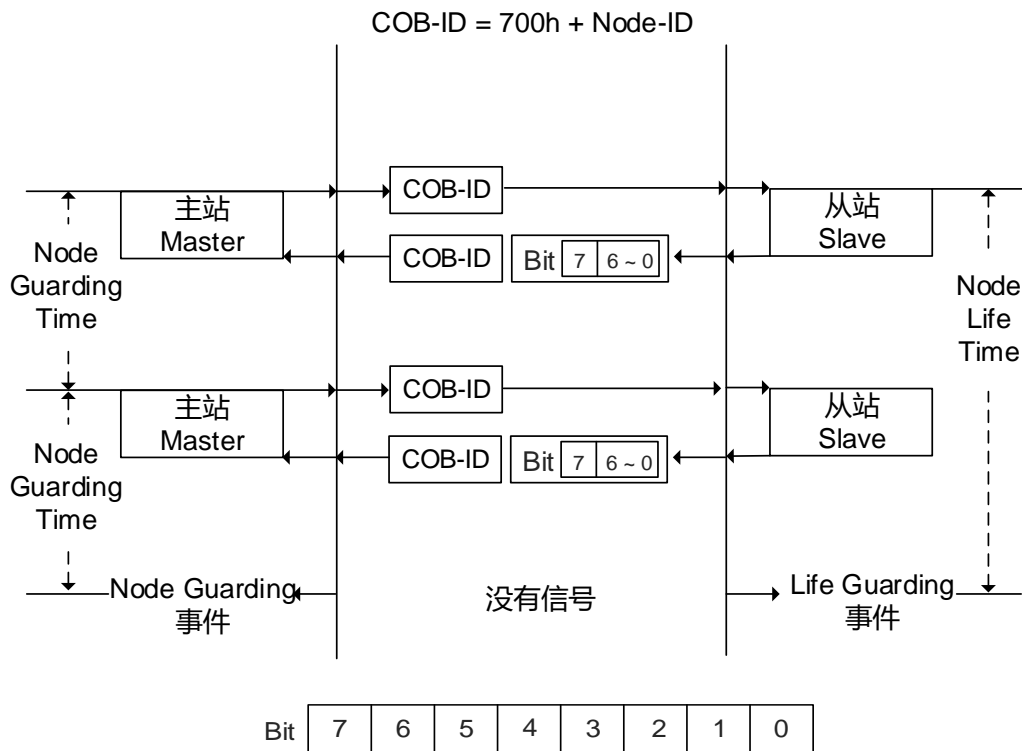 COB-ID = 700h + Node-ID
COB-ID
主站
Master
从站
Slave
COB-ID
Bit 7 6 ~ 0
Node
Guarding
Time
Node
Life
Time
COB-ID
主站
Master
从站
Slave
COB-ID
Bit 7 6 ~ 0
Node
Guarding
Time
Node Guarding
事件
没有信号
Life Guarding
事件
Bit 7 6 5 4 3 2 1 0